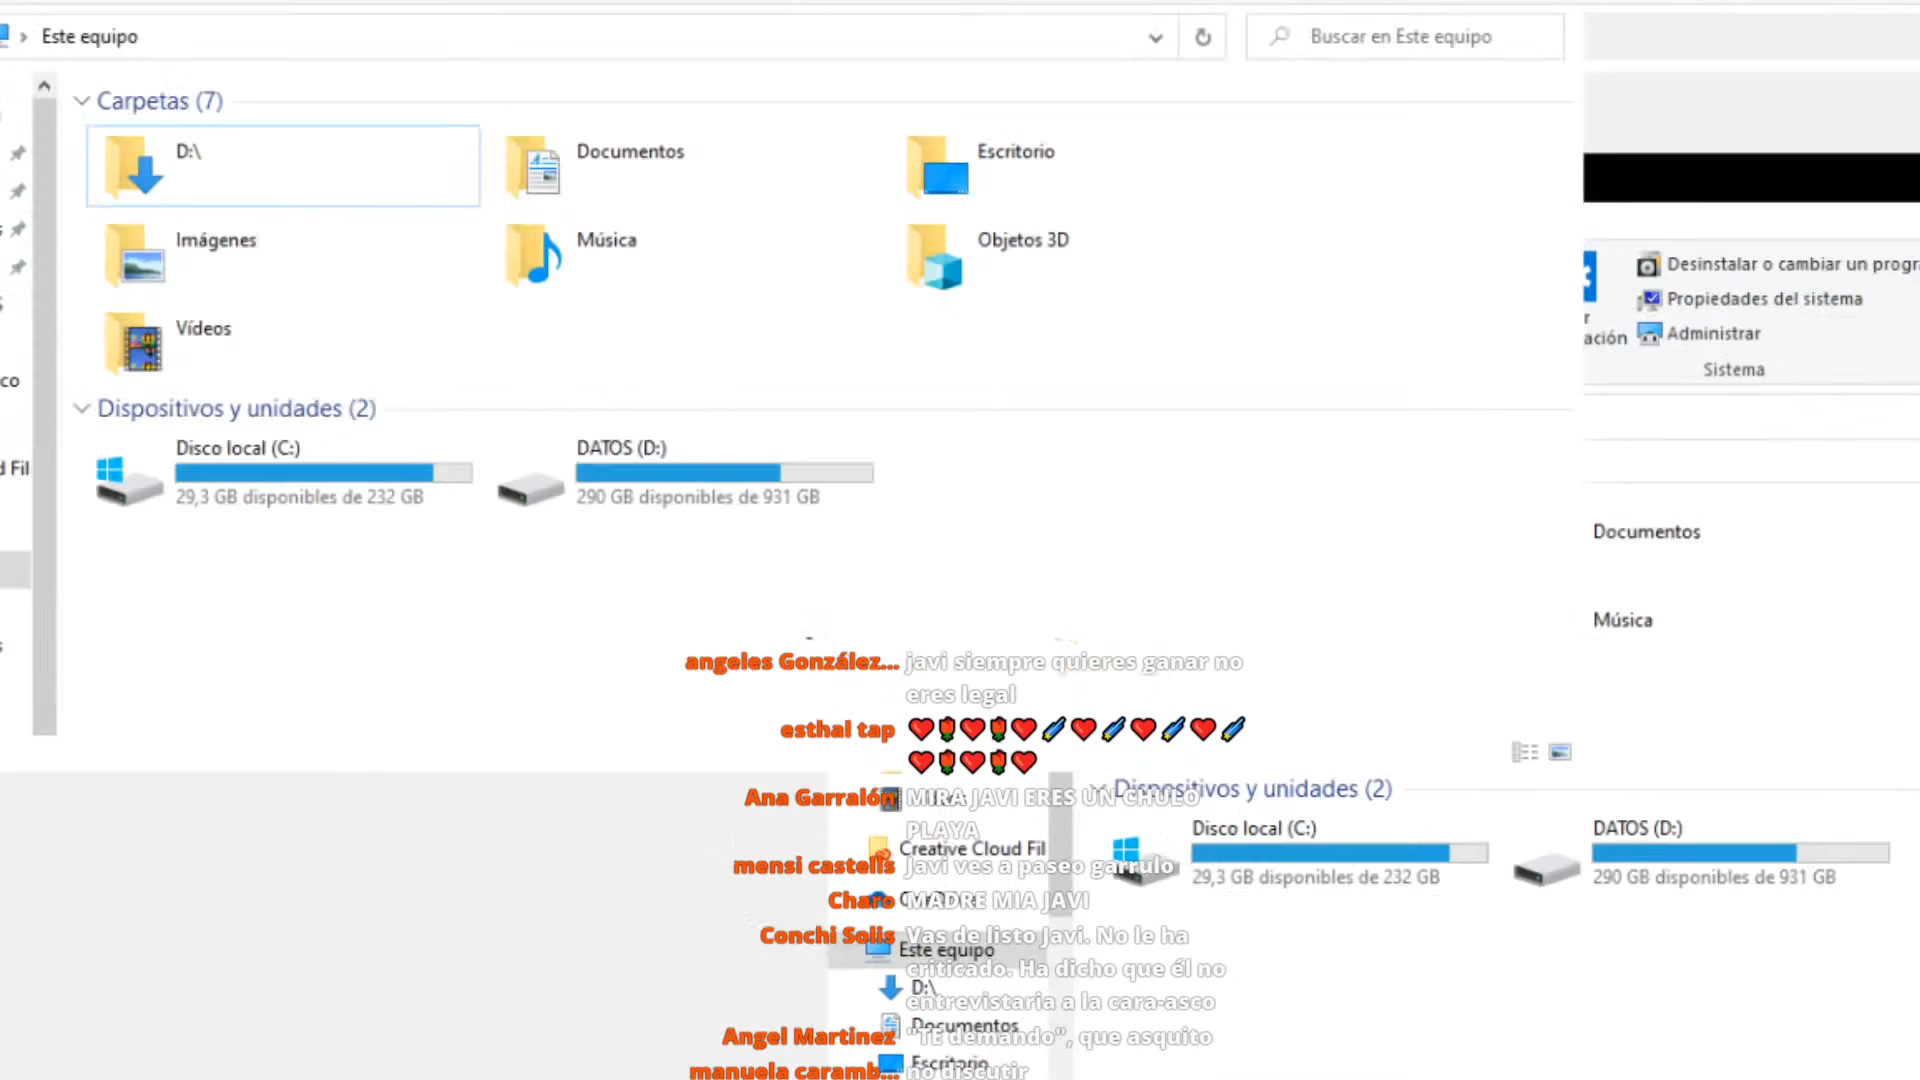 Este equipo
Buscar en Este equipo
Carpetas (7)
D:\
Documentos
Escritorio
Imágenes
Música
Objetos 3D
Vídeos
Desinstalar o cambiar un progr
Propiedades del sistema
ación
Administrar
Sistema
co
Dispositivos y unidades (2)
Disco local (C:)
DATOS (D:)
d Fil
29,3 GB disponibles de 232 GB
290 GB disponibles de 931 GB
Documentos
Música
angeles González... javi siempre quieres ganar no
eres legal
esthal tap
Ana Garralón MIRA JAVI ERES UN CHULO
PLAYA
mensi castells Javi ves a paseo garrulo
Charo MADRE MIA JAVI
Conchi Solis Vas de listo Javi. No le ha
criticado. Ha dicho que él no
entrevistaria a la cara-asco
Angel Martinez "TE demando", que asquito
manuela caramb... no discutir
Creative Cloud Fil
Este equipo
D:\
Documentos
Escritorio
Dispositivos y unidades (2)
Disco local (C:)
DATOS (D:)
29,3 GB disponibles de 232 GB
290 GB disponibles de 931 GB